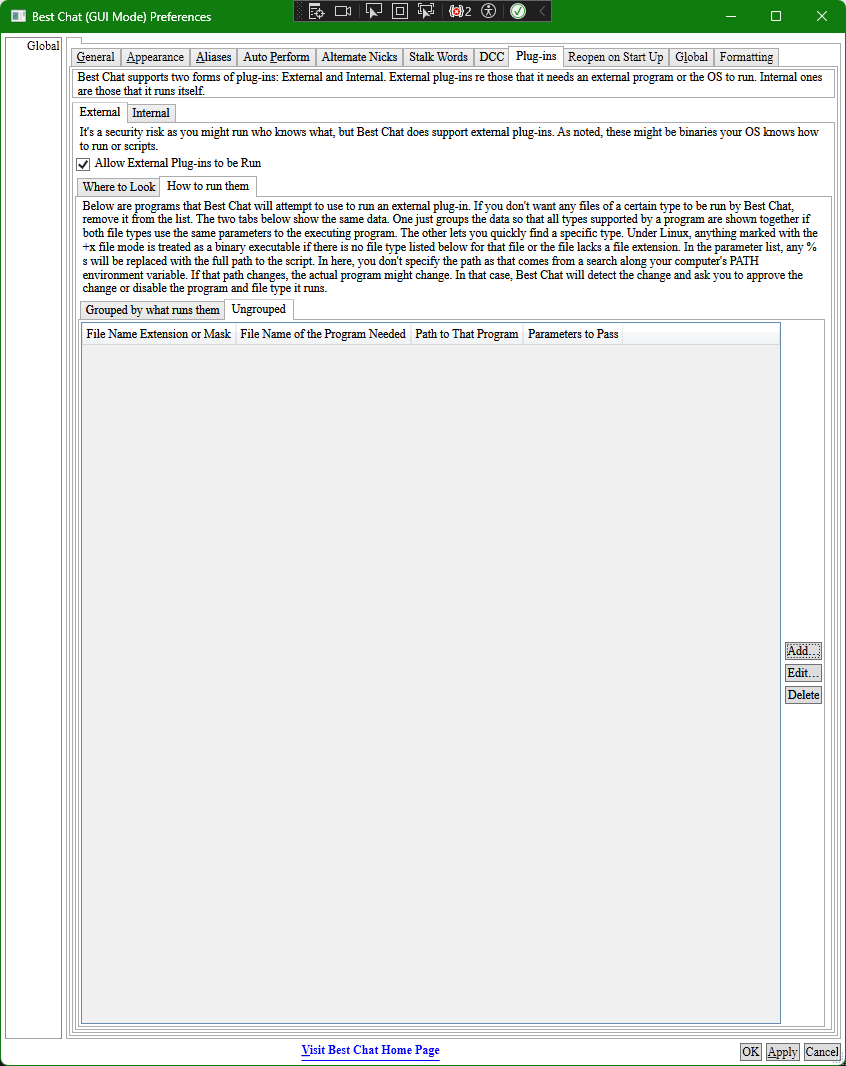 Best Chat (GUI Mode) Preferences
2
Global
General Appearance Aliases Auto Perform Alternate Nicks Stalk Words DCC Plug-ins Reopen on Start Up Global Formatting
Best Chat supports two forms of plug-ins: External and Internal. External plug-ins re those that it needs an external program or the OS to run. Internal ones
are those that it runs itself.
External Internal
It's a security risk as you might run who knows what, but Best Chat does support external plug-ins. As noted, these might be binaries your OS knows how
to run or scripts.
Allow External Plug-ins to be Run
Where to Look How to run them
Below are programs that Best Chat will attempt to use to run an external plug-in. If you don't want any files of a certain type to be run by Best Chat,
remove it from the list. The two tabs below show the same data. One just groups the data so that all types supported by a program are shown together if
both file types use the same parameters to the executing program. The other lets you quickly find a specific type. Under Linux, anything marked with the
+x file mode is treated as a binary executable if there is no file type listed below for that file or the file lacks a file extension. In the parameter list, any %
s will be replaced with the full path to the script. In here, you don't specify the path as that comes from a search along your computer's PATH
environment variable. If that path changes, the actual program might change. In that case, Best Chat will detect the change and ask you to approve the
change or disable the program and file type it runs.
Grouped by what runs them Ungrouped
File Name Extension or Mask File Name of the Program Needed Path to That Program Parameters to Pass
Add...
Edit...
Delete
Visit Best Chat Home Page
OK Apply Cancel